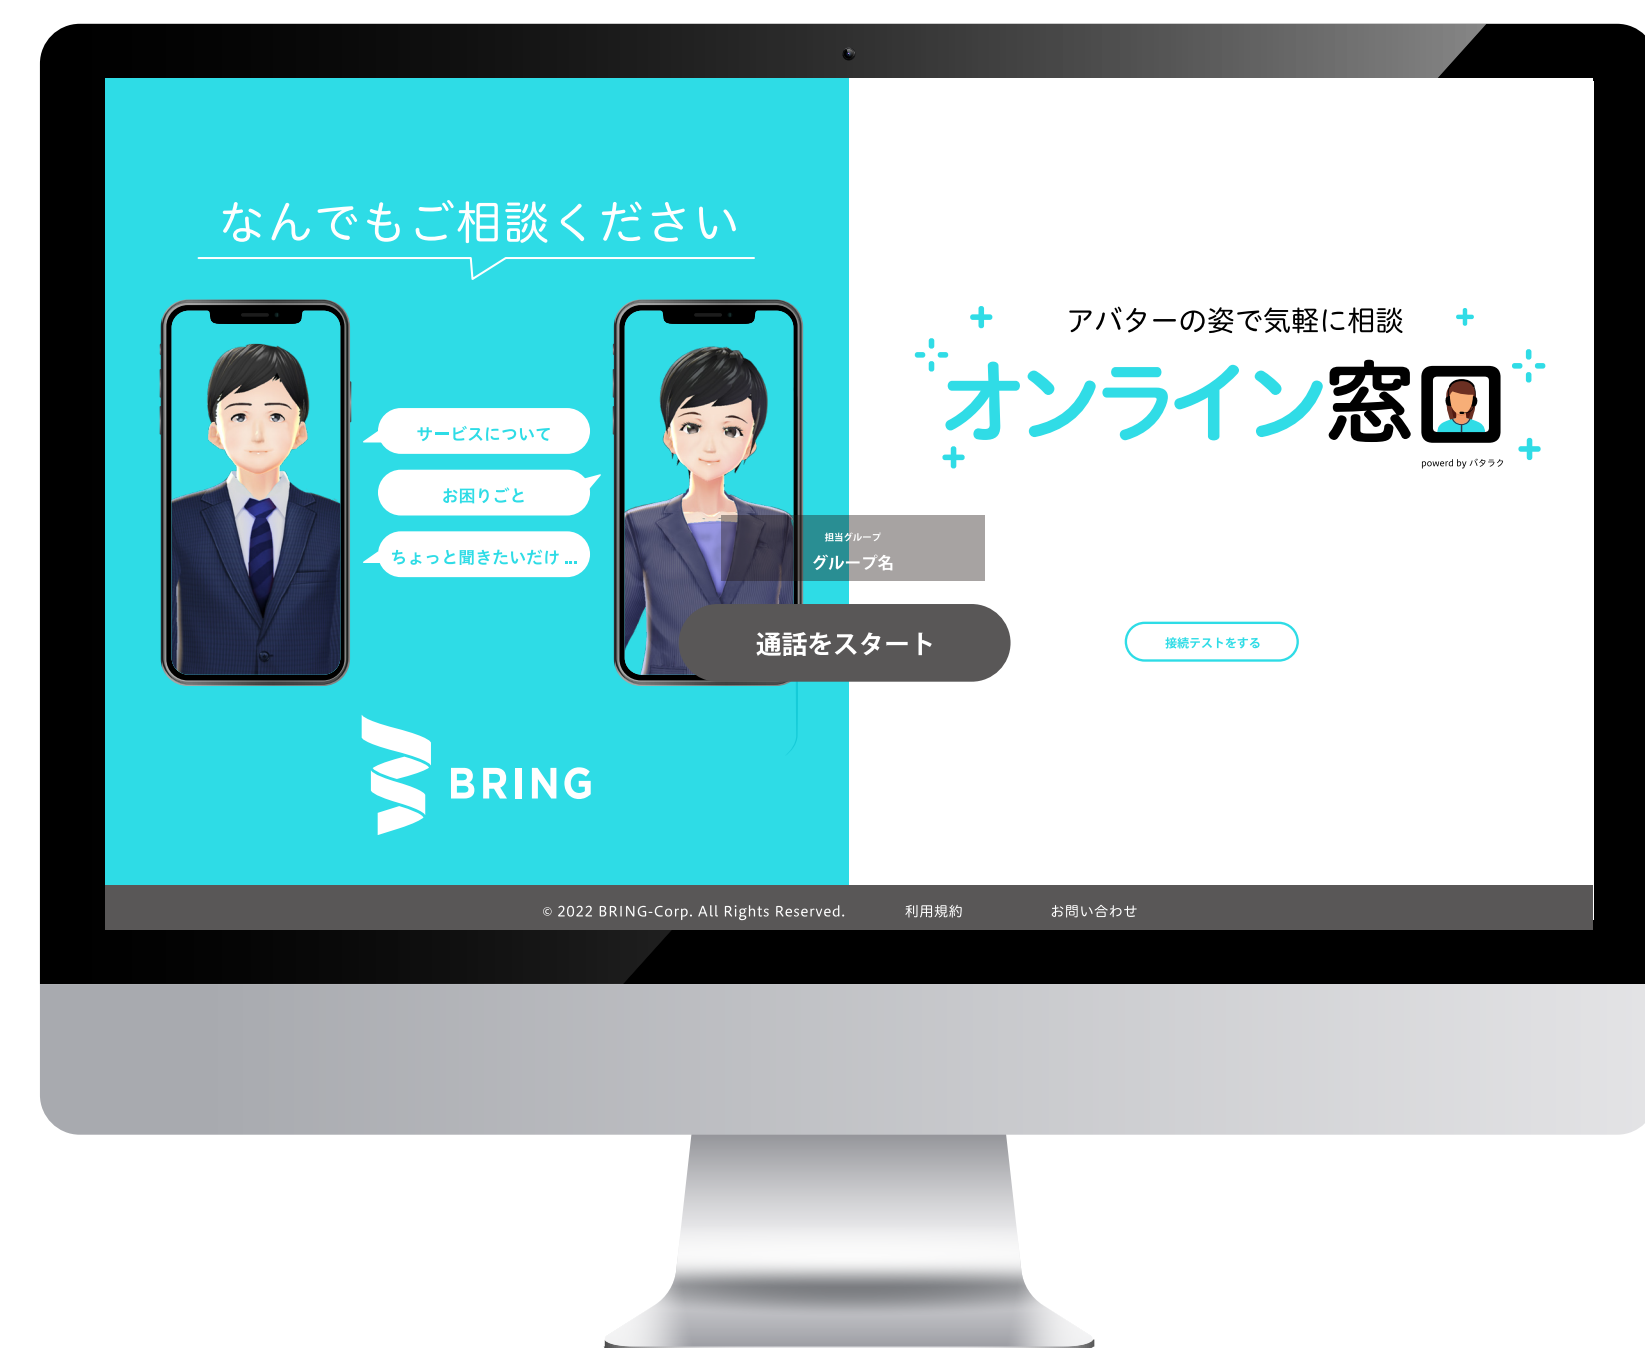 なんでもご相談ください
サービスについて
お困りごと
ちょっと聞きたいだけ...
BRING
アバターの姿で気軽に相談
オンライン窓口
powerd by バタラク
担当グループ
グループ名
通話をスタート
接続テストをする
© 2022 BRING-Corp. All Rights Reserved.
利用規約
お問い合わせ